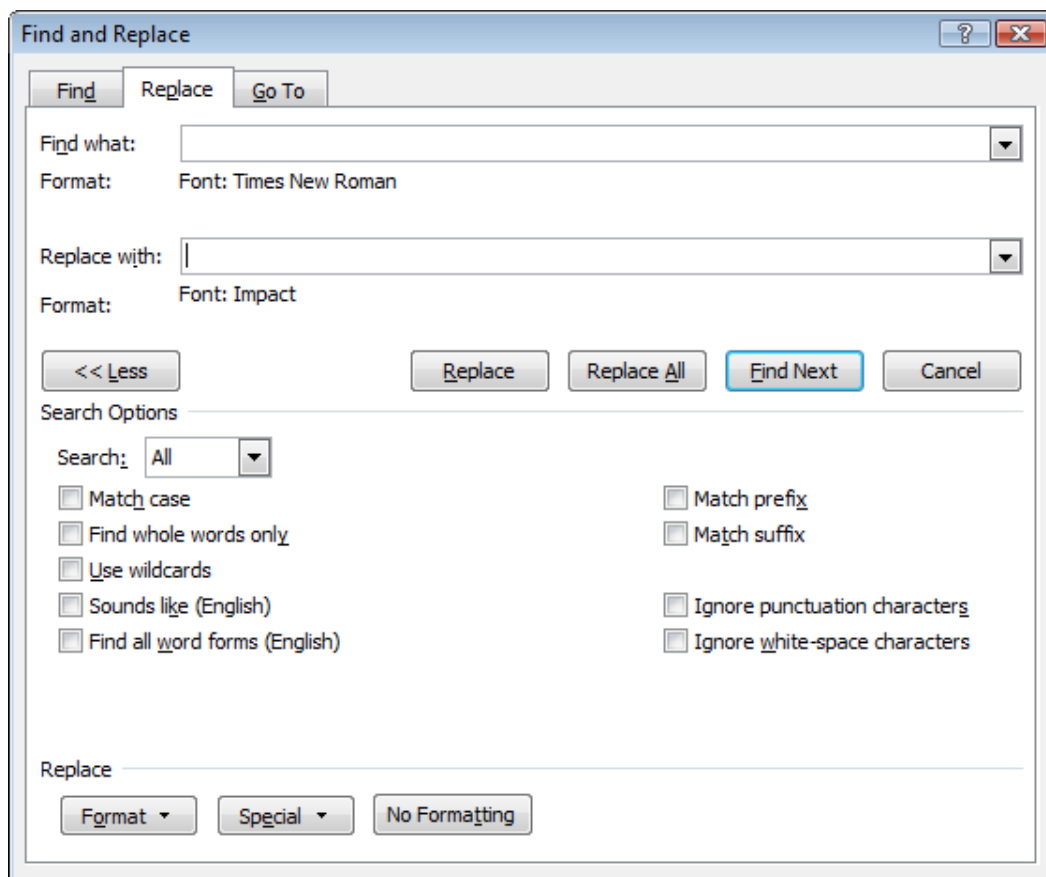 Find and Replace
Find Replace Go To
Find what:
Format: Font: Times New Roman
Replace with:
Format: Font: Impact
<< Less Replace Replace All Find Next Cancel
Search Options
Search: All
Match case Match prefix
Find whole words only Match suffix
Use wildcards
Sounds like (English) Ignore punctuation characters
Find all word forms (English) Ignore white-space characters
Replace
Format Special No Formatting